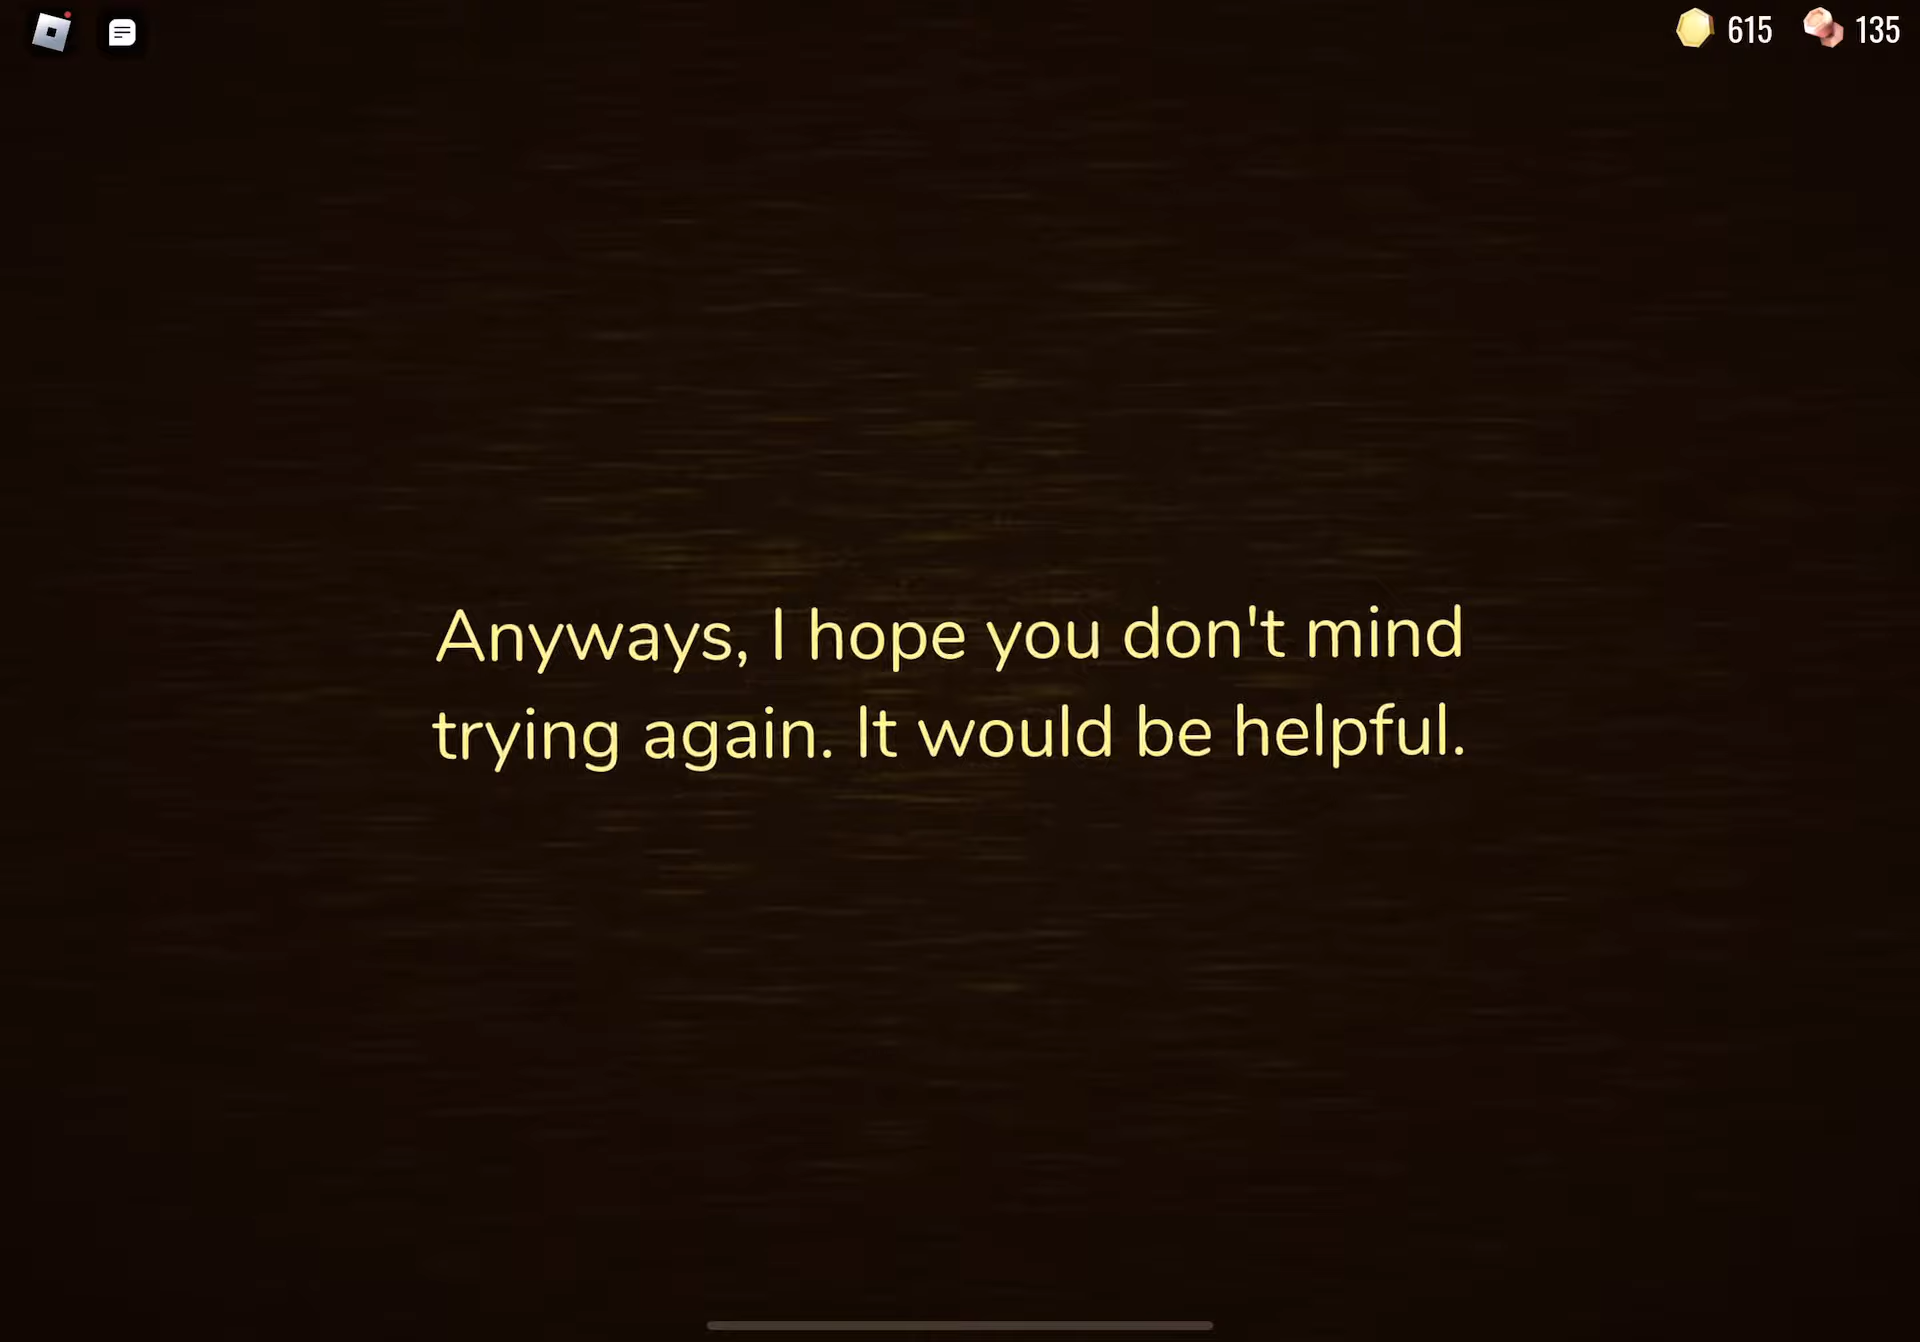 615 135
Anyways, I hope you don't mind
trying again. It would be helpful.